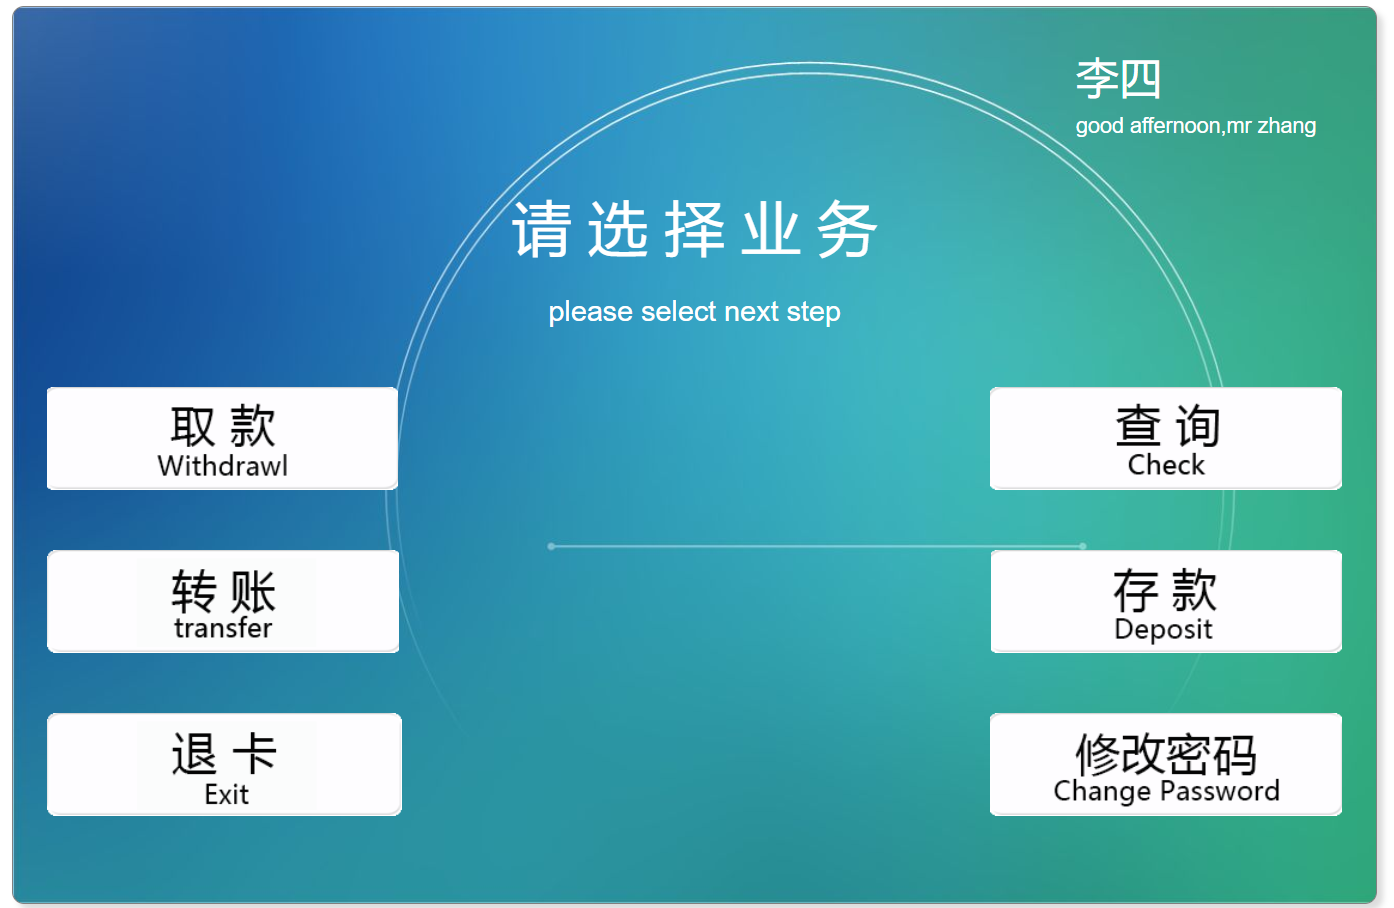 李四
good affernoon,mr zhang
请选择业务
please select next step
取 款
Withdrawl
查 询
Check
转 账
transfer
存 款
Deposit
退 卡
Exit
修改密码
Change Password